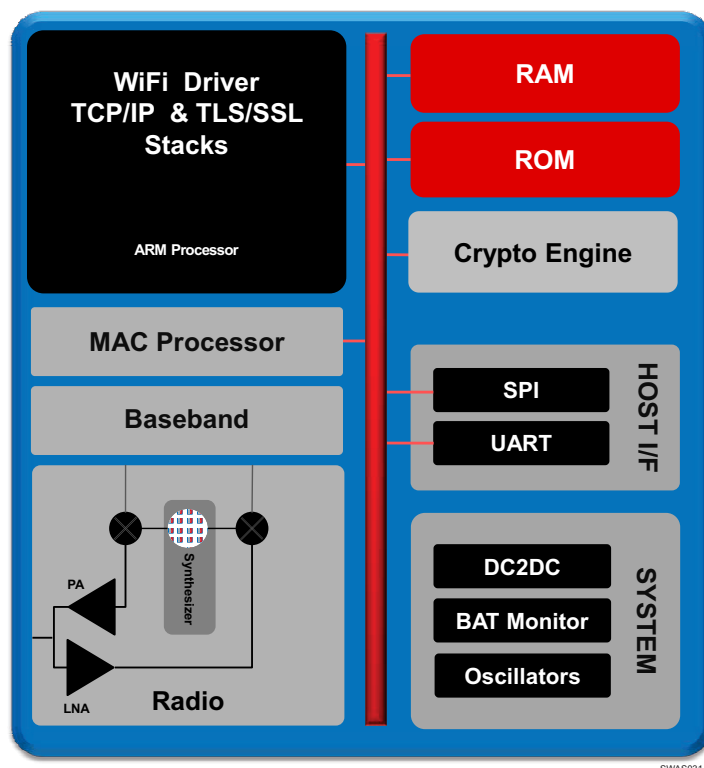 WiFi Driver
TCP/IP & TLS/SSL
Stacks
ARM Processor
RAM
ROM
Crypto Engine
MAC Processor
Baseband
HOST I/F
SPI
UART
Synthesizer
PA
LNA
Radio
SYSTEM
DC2DC
BAT Monitor
Oscillators